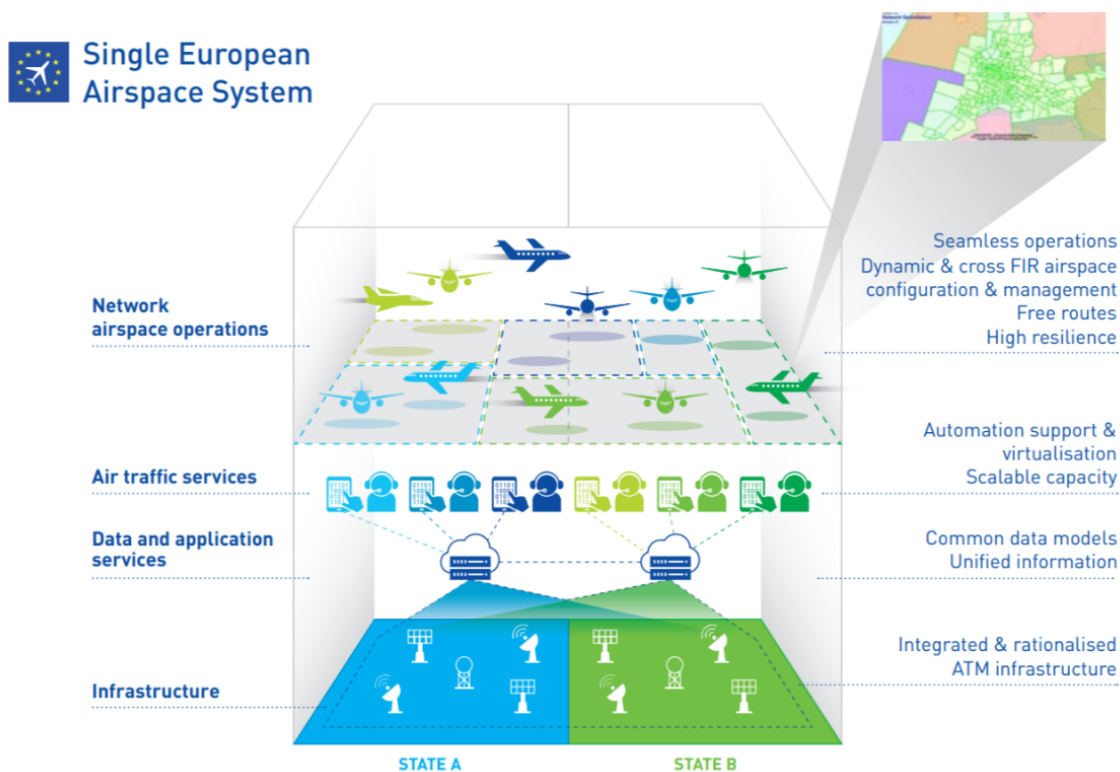 Single European
Airspace System
Network Optimisation
Seamless operations
Dynamic & cross FIR airspace
configuration & management
Free routes
High resilience
Network
airspace operations
Automation support &
virtualisation
Scalable capacity
Air traffic services
Data and application
services
Common data models
Unified information
Integrated & rationalised
ATM infrastructure
Infrastructure
STATE A
STATE B